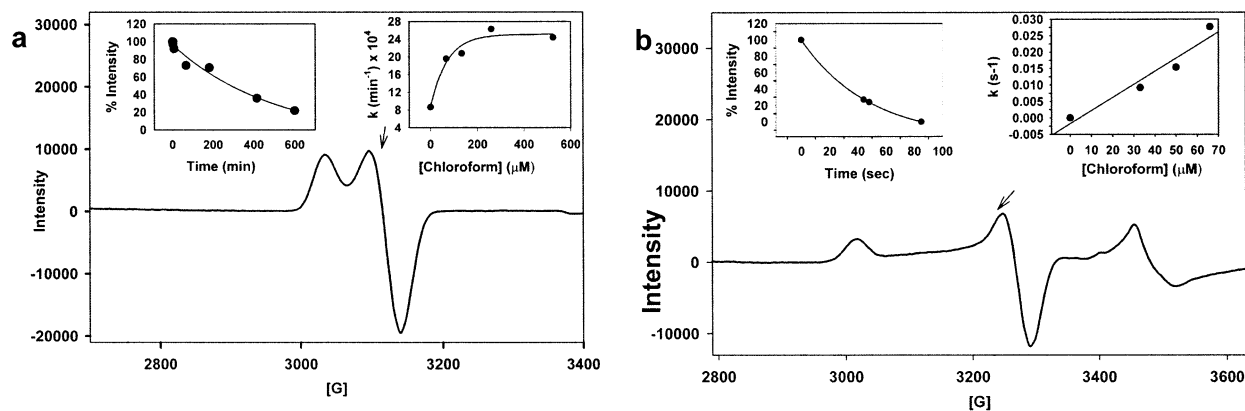 a
30000
20000
10000
0
-10000
-20000
Intensity
2800 3000 3200 3400
[G]
120
100
80
60
40
20
0
% Intensity
0 200 400 600
Time (min)
28
24
20
16
12
8
4
k (min⁻¹) x 10⁴
0 200 400 600
[Chloroform] (μM)
b
30000
20000
10000
0
-10000
Intensity
2800 3000 3200 3400 3600
[G]
120
100
80
60
40
20
0
% Intensity
0 20 40 60 80 100
Time (sec)
0.030
0.025
0.020
0.010
0.005
0.000
-0.005
k (s-1)
0 10 20 30 40 50 60 70
[Chloroform] (μM)